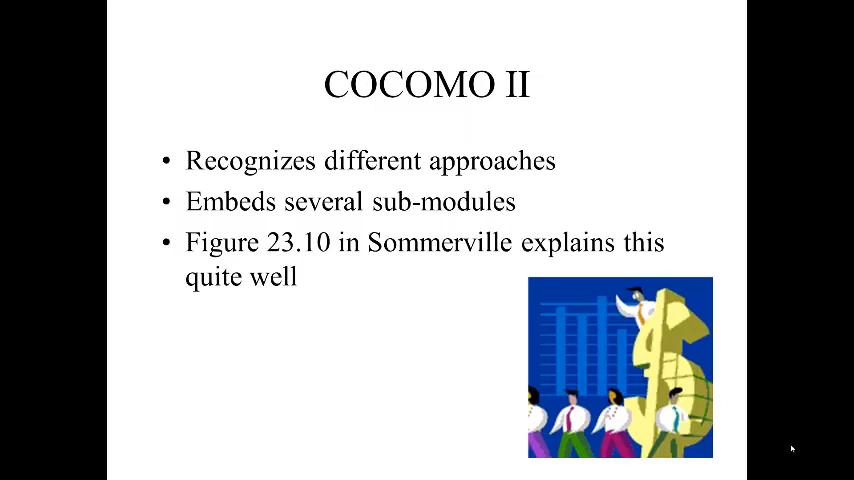 COCOMO II
• Recognizes different approaches
• Embeds several sub-modules
• Figure 23.10 in Sommerville explains this
quite well